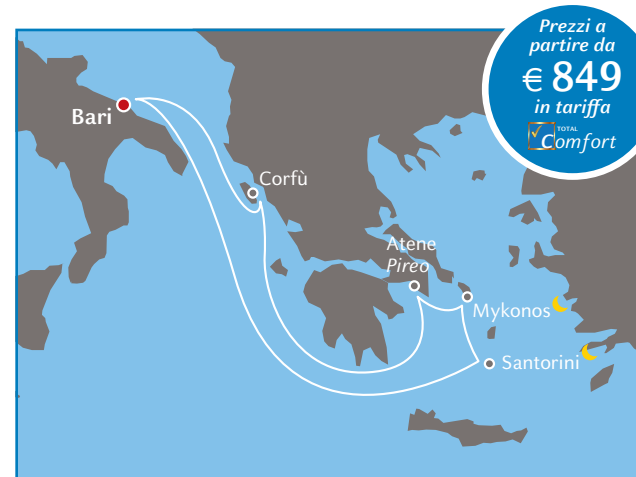 Prezzi a
partire da
€ 849
in tariffa
TOTAL
Comfort
Bari
Corfù
Atene
Pireo
Mykonos
Santorini